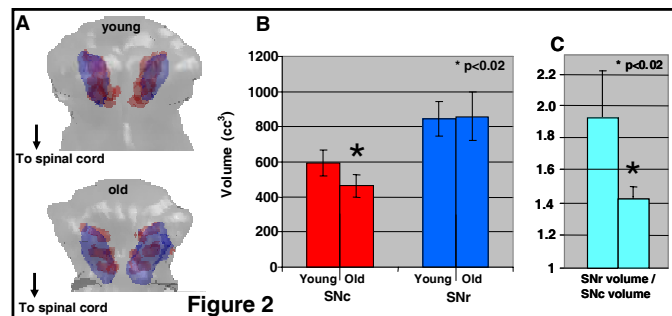 A
young
To spinal cord
old
To spinal cord
Figure 2
B
Volume (cc³)
1200
1000
800
600
400
200
0
* p<0.02
*
Young Old
SNc
Young Old
SNr
C
* p<0.02
2.2
2.0
1.8
1.6
1.4
1.2
1
*
SNr volume /
SNc volume